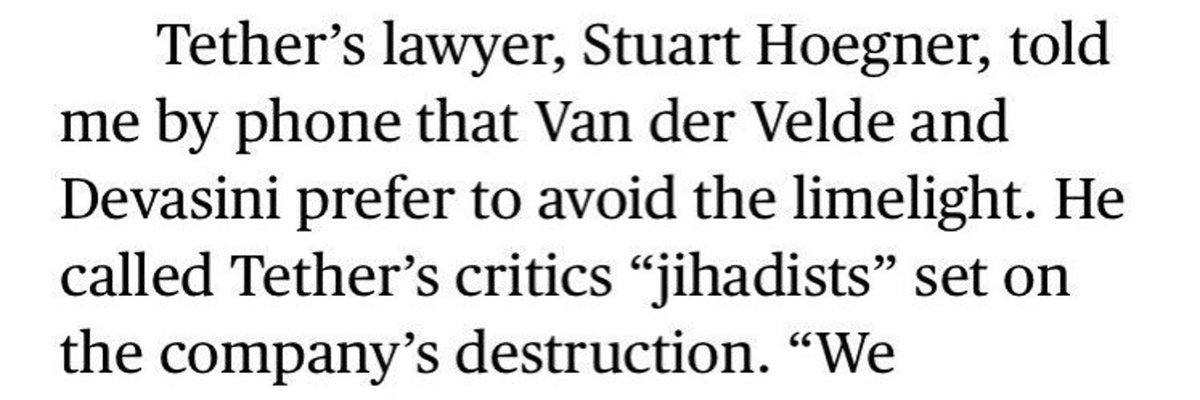 Tether’s lawyer, Stuart Hoegner, told
me by phone that Van der Velde and
Devasini prefer to avoid the limelight. He
called Tether’s critics “jihadists” set on
the company’s destruction. “We